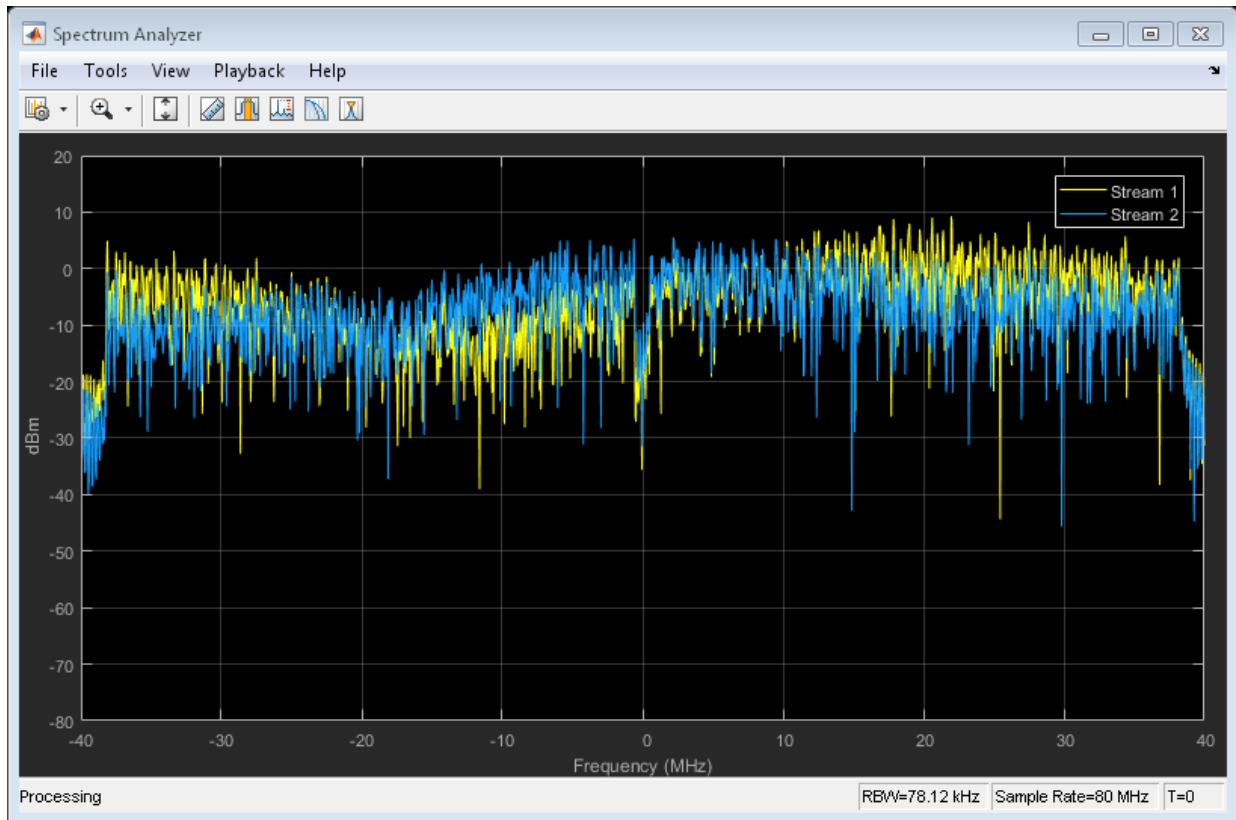 Spectrum Analyzer
File Tools View Playback Help
20
10
0
-10
-20
-30
-40
-50
-60
-70
-80
dBm
Stream 1
Stream 2
-40 -30 -20 -10 0 10 20 30 40
Frequency (MHz)
Processing RBW=78.12 kHz Sample Rate=80 MHz T=0